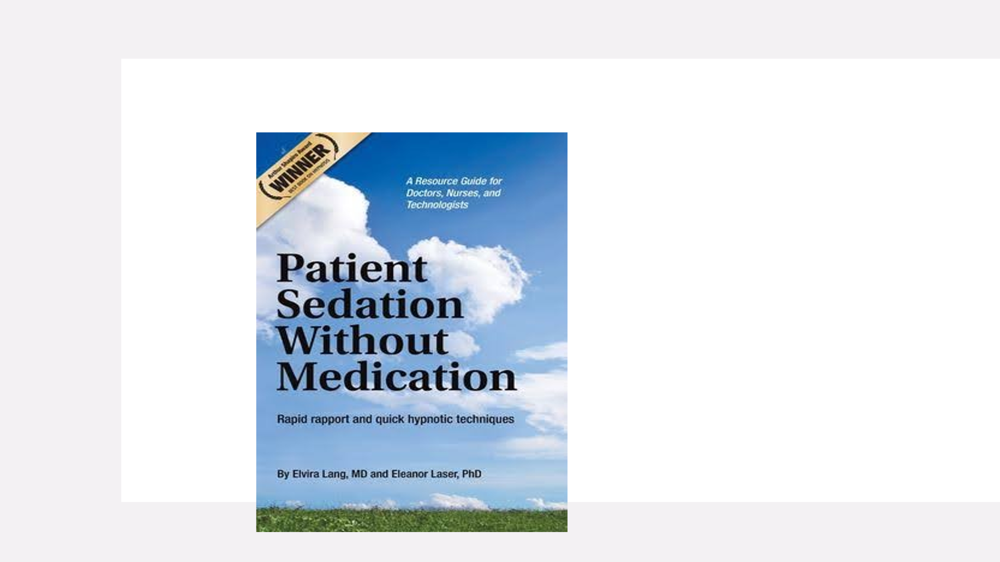 Arthur Shapiro Award
WINNER
BEST BOOK ON HYPNOSIS
A Resource Guide for
Doctors, Nurses, and
Technologists
Patient
Sedation
Without
Medication
Rapid rapport and quick hypnotic techniques
By Elvira Lang, MD and Eleanor Laser, PhD